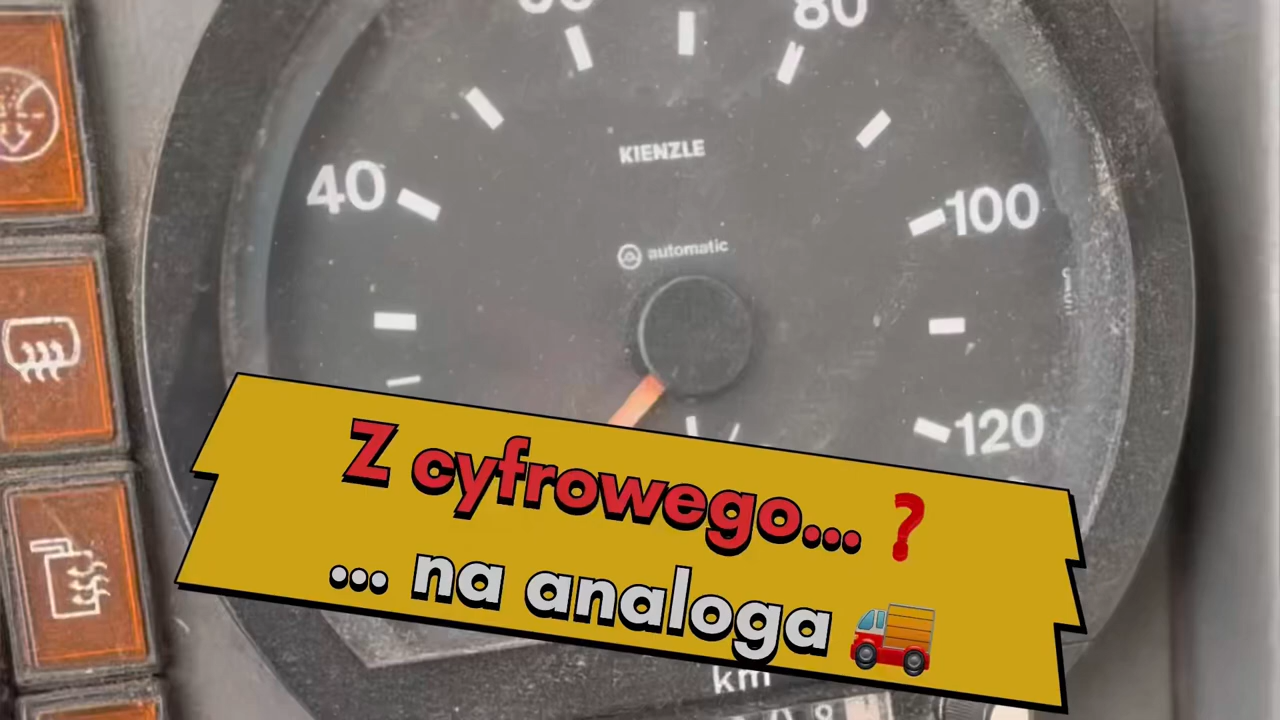 80
KIENZLE
40
100
automatic
120
Z cyfrowego... ❓
... na analoga 🚚
km